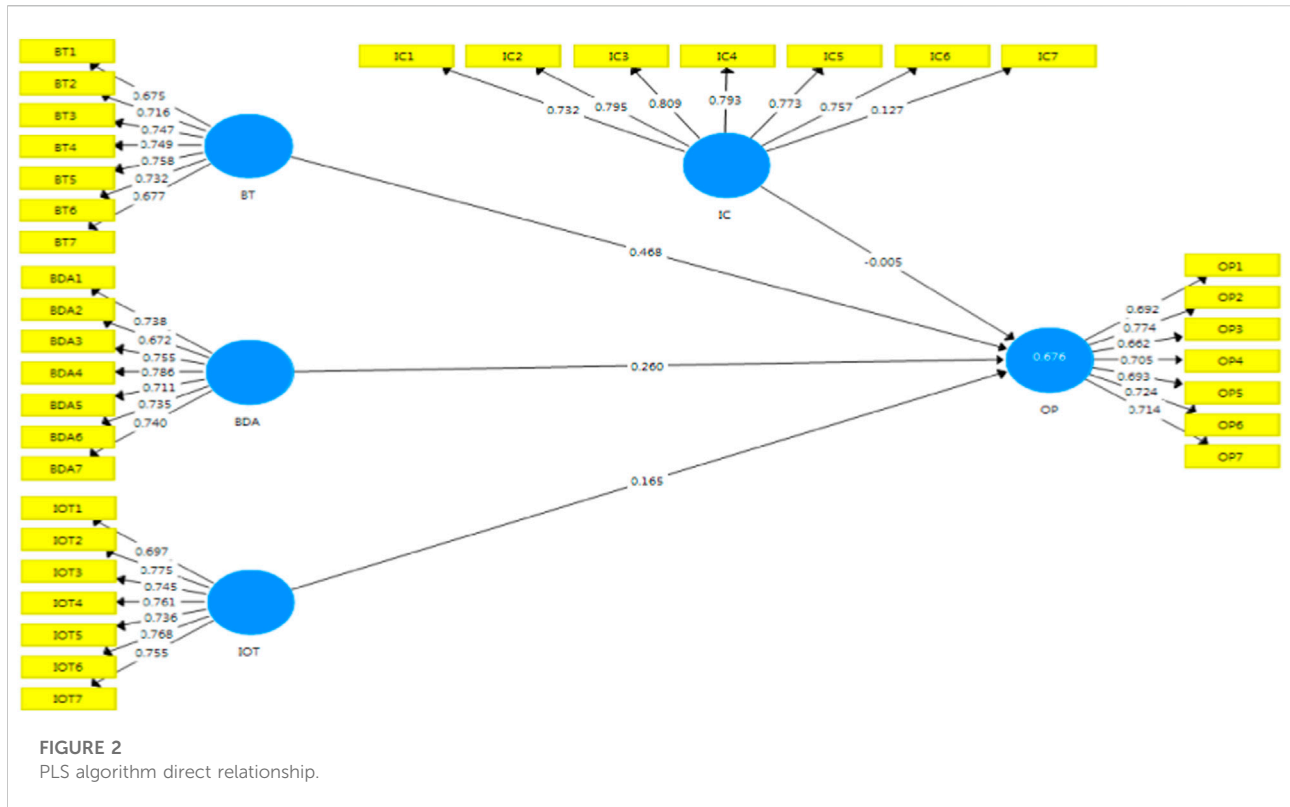 BT1
BT2
BT3
BT4
BT5
BT6
BT7
0.675
0.716
0.747
0.749
0.758
0.732
0.677
BT
IC1
IC2
IC3
IC4
IC5
IC6
IC7
0.732
0.795
0.809
0.793
0.773
0.757
0.127
IC
0.468
-0.005
BDA1
BDA2
BDA3
BDA4
BDA5
BDA6
BDA7
0.738
0.672
0.755
0.786
0.711
0.735
0.740
BDA
0.260
0.676
OP
0.692
0.774
0.662
0.705
0.693
0.724
0.714
OP1
OP2
OP3
OP4
OP5
OP6
OP7
0.165
IOT1
IOT2
IOT3
IOT4
IOT5
IOT6
IOT7
0.697
0.775
0.745
0.761
0.736
0.768
0.755
IOT
FIGURE 2
PLS algorithm direct relationship.